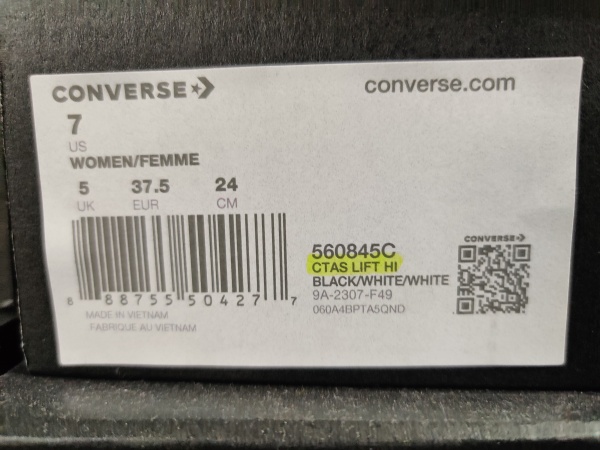 CONVERSE
converse.com
7
US
WOMEN/FEMME
5 37.5 24
UK EUR CM
8 88755 50427 7
MADE IN VIETNAM
FABRIQUE AU VIETNAM
560845C
CTAS LIFT HI
BLACK/WHITE/WHITE
9A-2307-F49
060A4BPTA5QND
CONVERSE